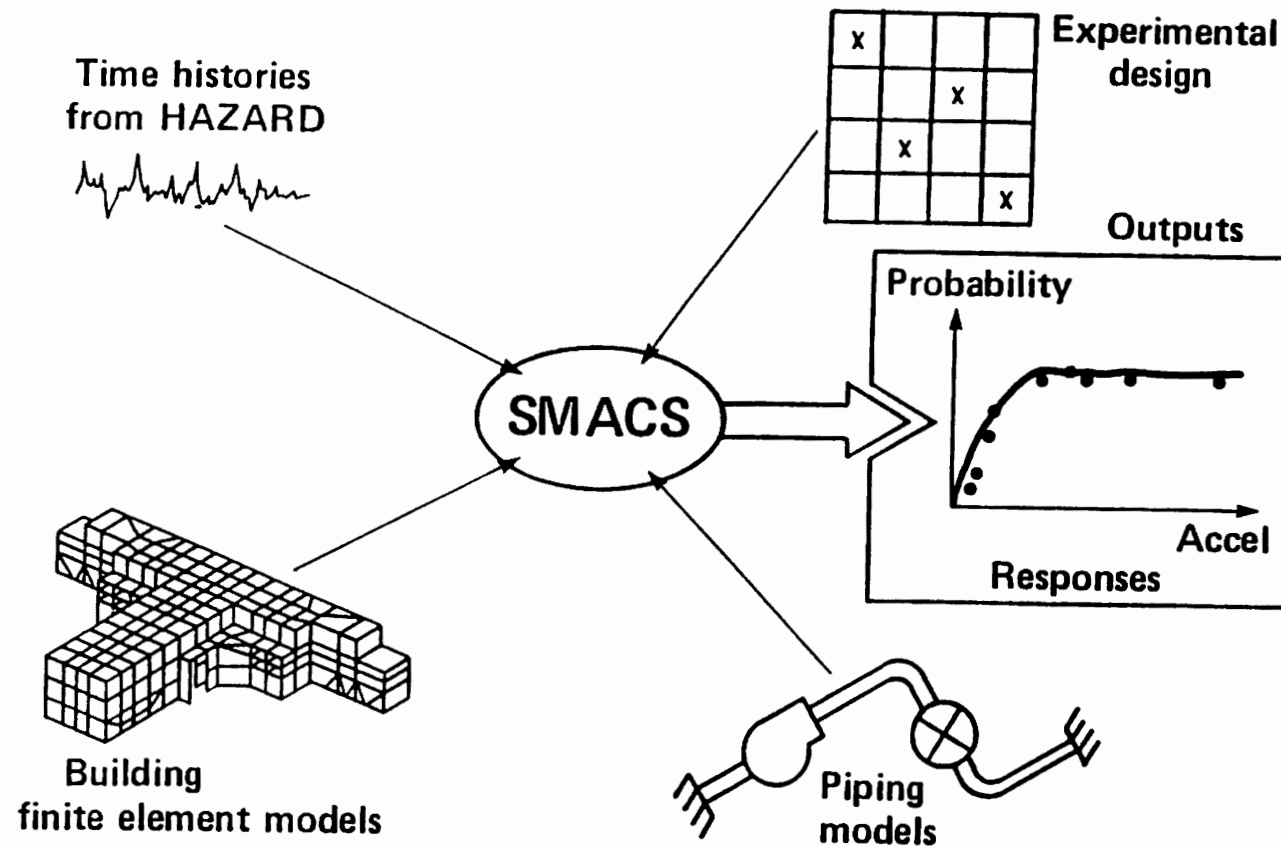 Time histories
from HAZARD
x
x
x
x
Experimental
design
Outputs
Probability
Accel
Responses
SMACS
Building
finite element models
Piping
models